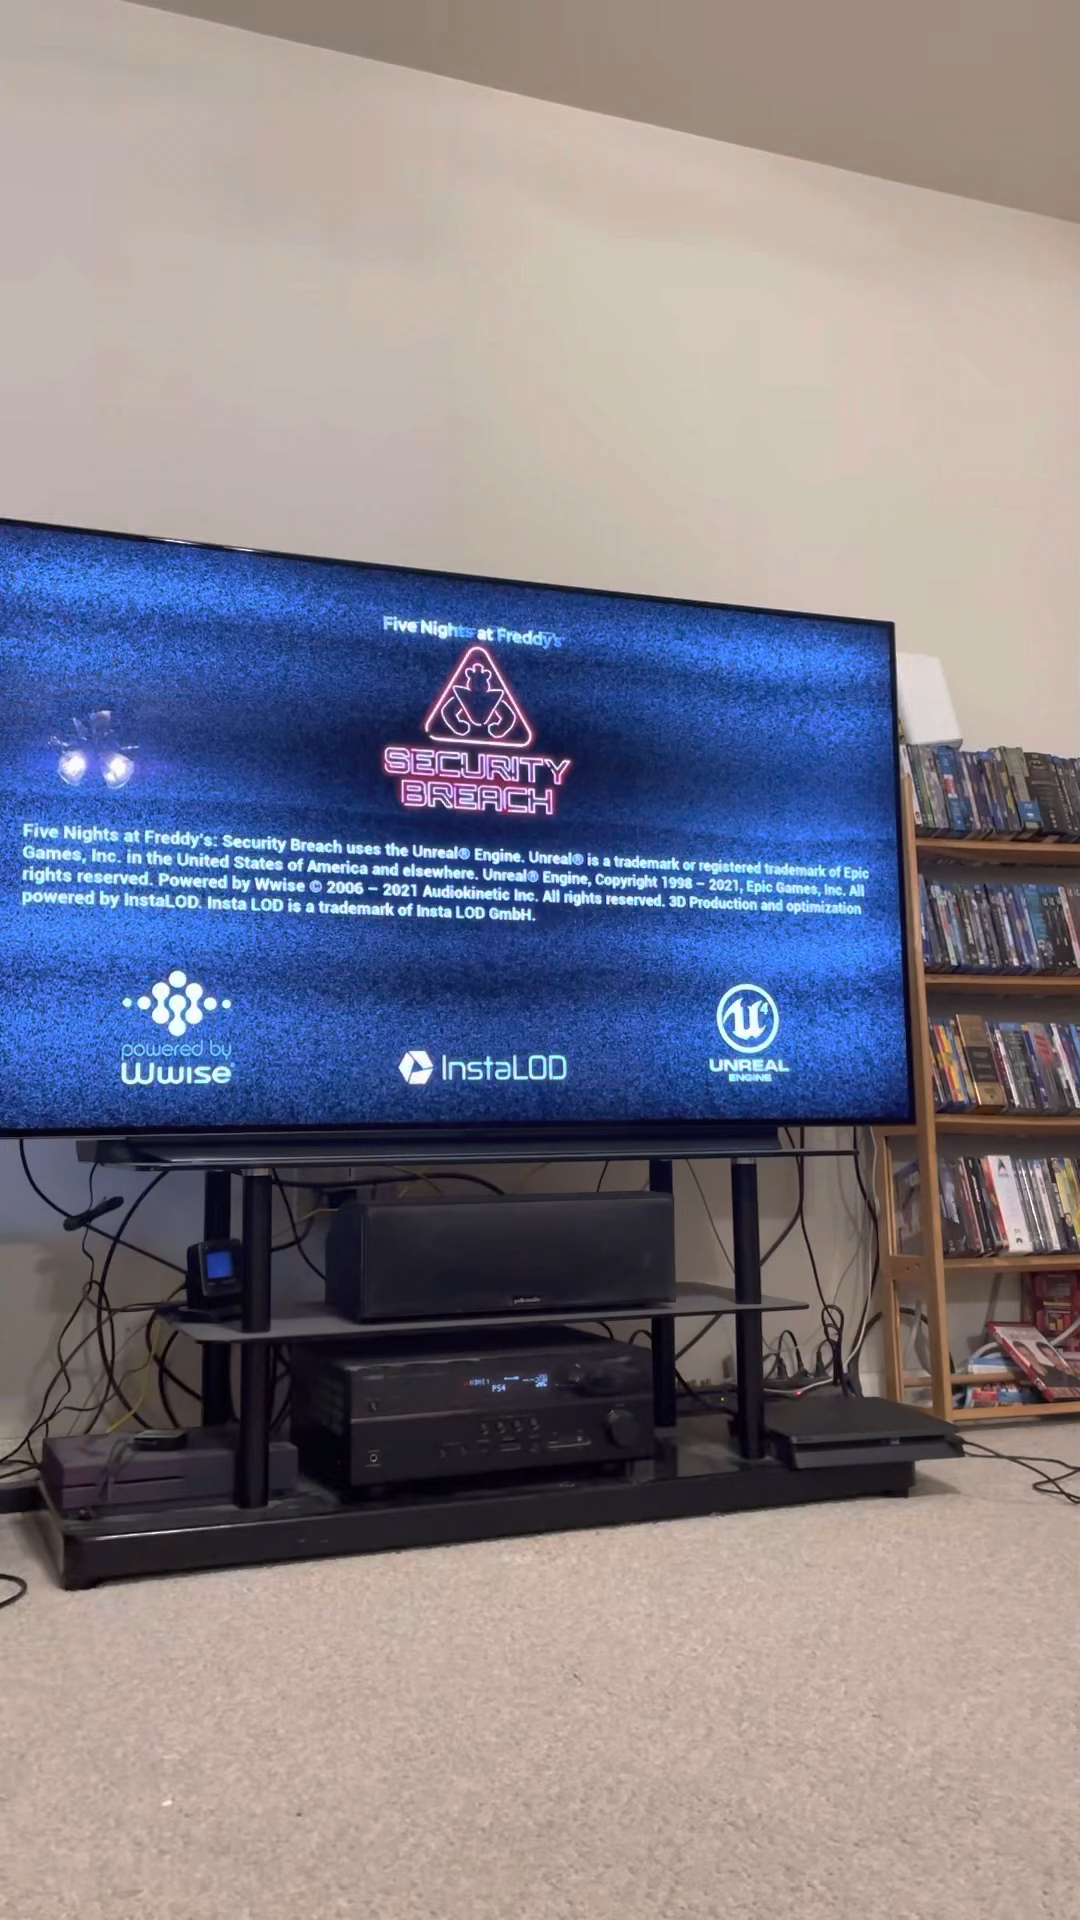 Five Nights at Freddy's
SECURITY
BREACH
Five Nights at Freddy's: Security Breach uses the Unreal® Engine. Unreal® is a trademark or registered trademark of Epic
Games, Inc. in the United States of America and elsewhere. Unreal® Engine, Copyright 1998 – 2021, Epic Games, Inc. All
rights reserved. Powered by Wwise © 2006 – 2021 Audiokinetic Inc. All rights reserved. 3D Production and optimization
powered by InstaLOD. Insta LOD is a trademark of Insta LOD GmbH.
powered by
Wwise
InstaLOD
U4
UNREAL
ENGINE
polkaudio
HDMI1
PS4